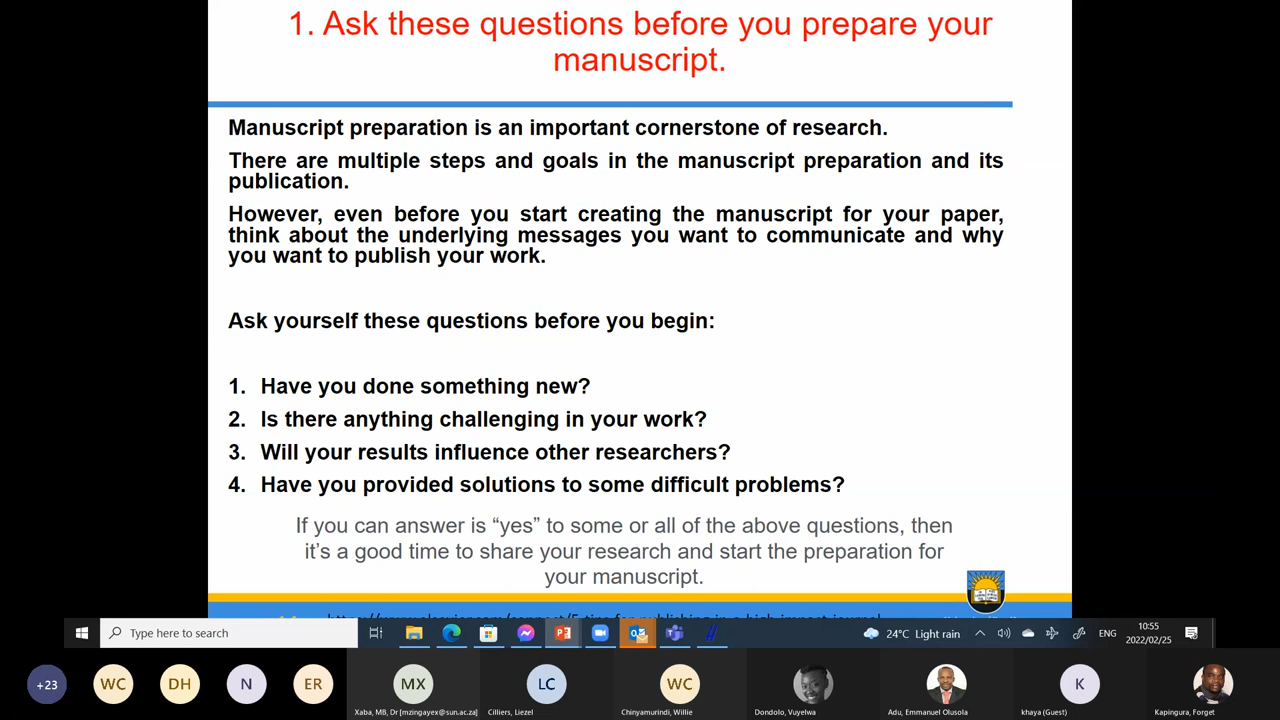 1. Ask these questions before you prepare your
manuscript.
Manuscript preparation is an important cornerstone of research.
There are multiple steps and goals in the manuscript preparation and its
publication.
However, even before you start creating the manuscript for your paper,
think about the underlying messages you want to communicate and why
you want to publish your work.
Ask yourself these questions before you begin:
1. Have you done something new?
2. Is there anything challenging in your work?
3. Will your results influence other researchers?
4. Have you provided solutions to some difficult problems?
If you can answer is “yes” to some or all of the above questions, then
it’s a good time to share your research and start the preparation for
your manuscript.
Type here to search
24°C Light rain
ENG
10:55
2022/02/25
+23
WC
DH
N
ER
MX
LC
WC
K
Xaba, MB, Dr [mzingayex@sun.ac.za]
Cilliers, Liezel
Chinyamurindi, Willie
Dondolo, Vuyelwa
Adu, Emmanuel Olusola
khaya (Guest)
Kapingura, Forget